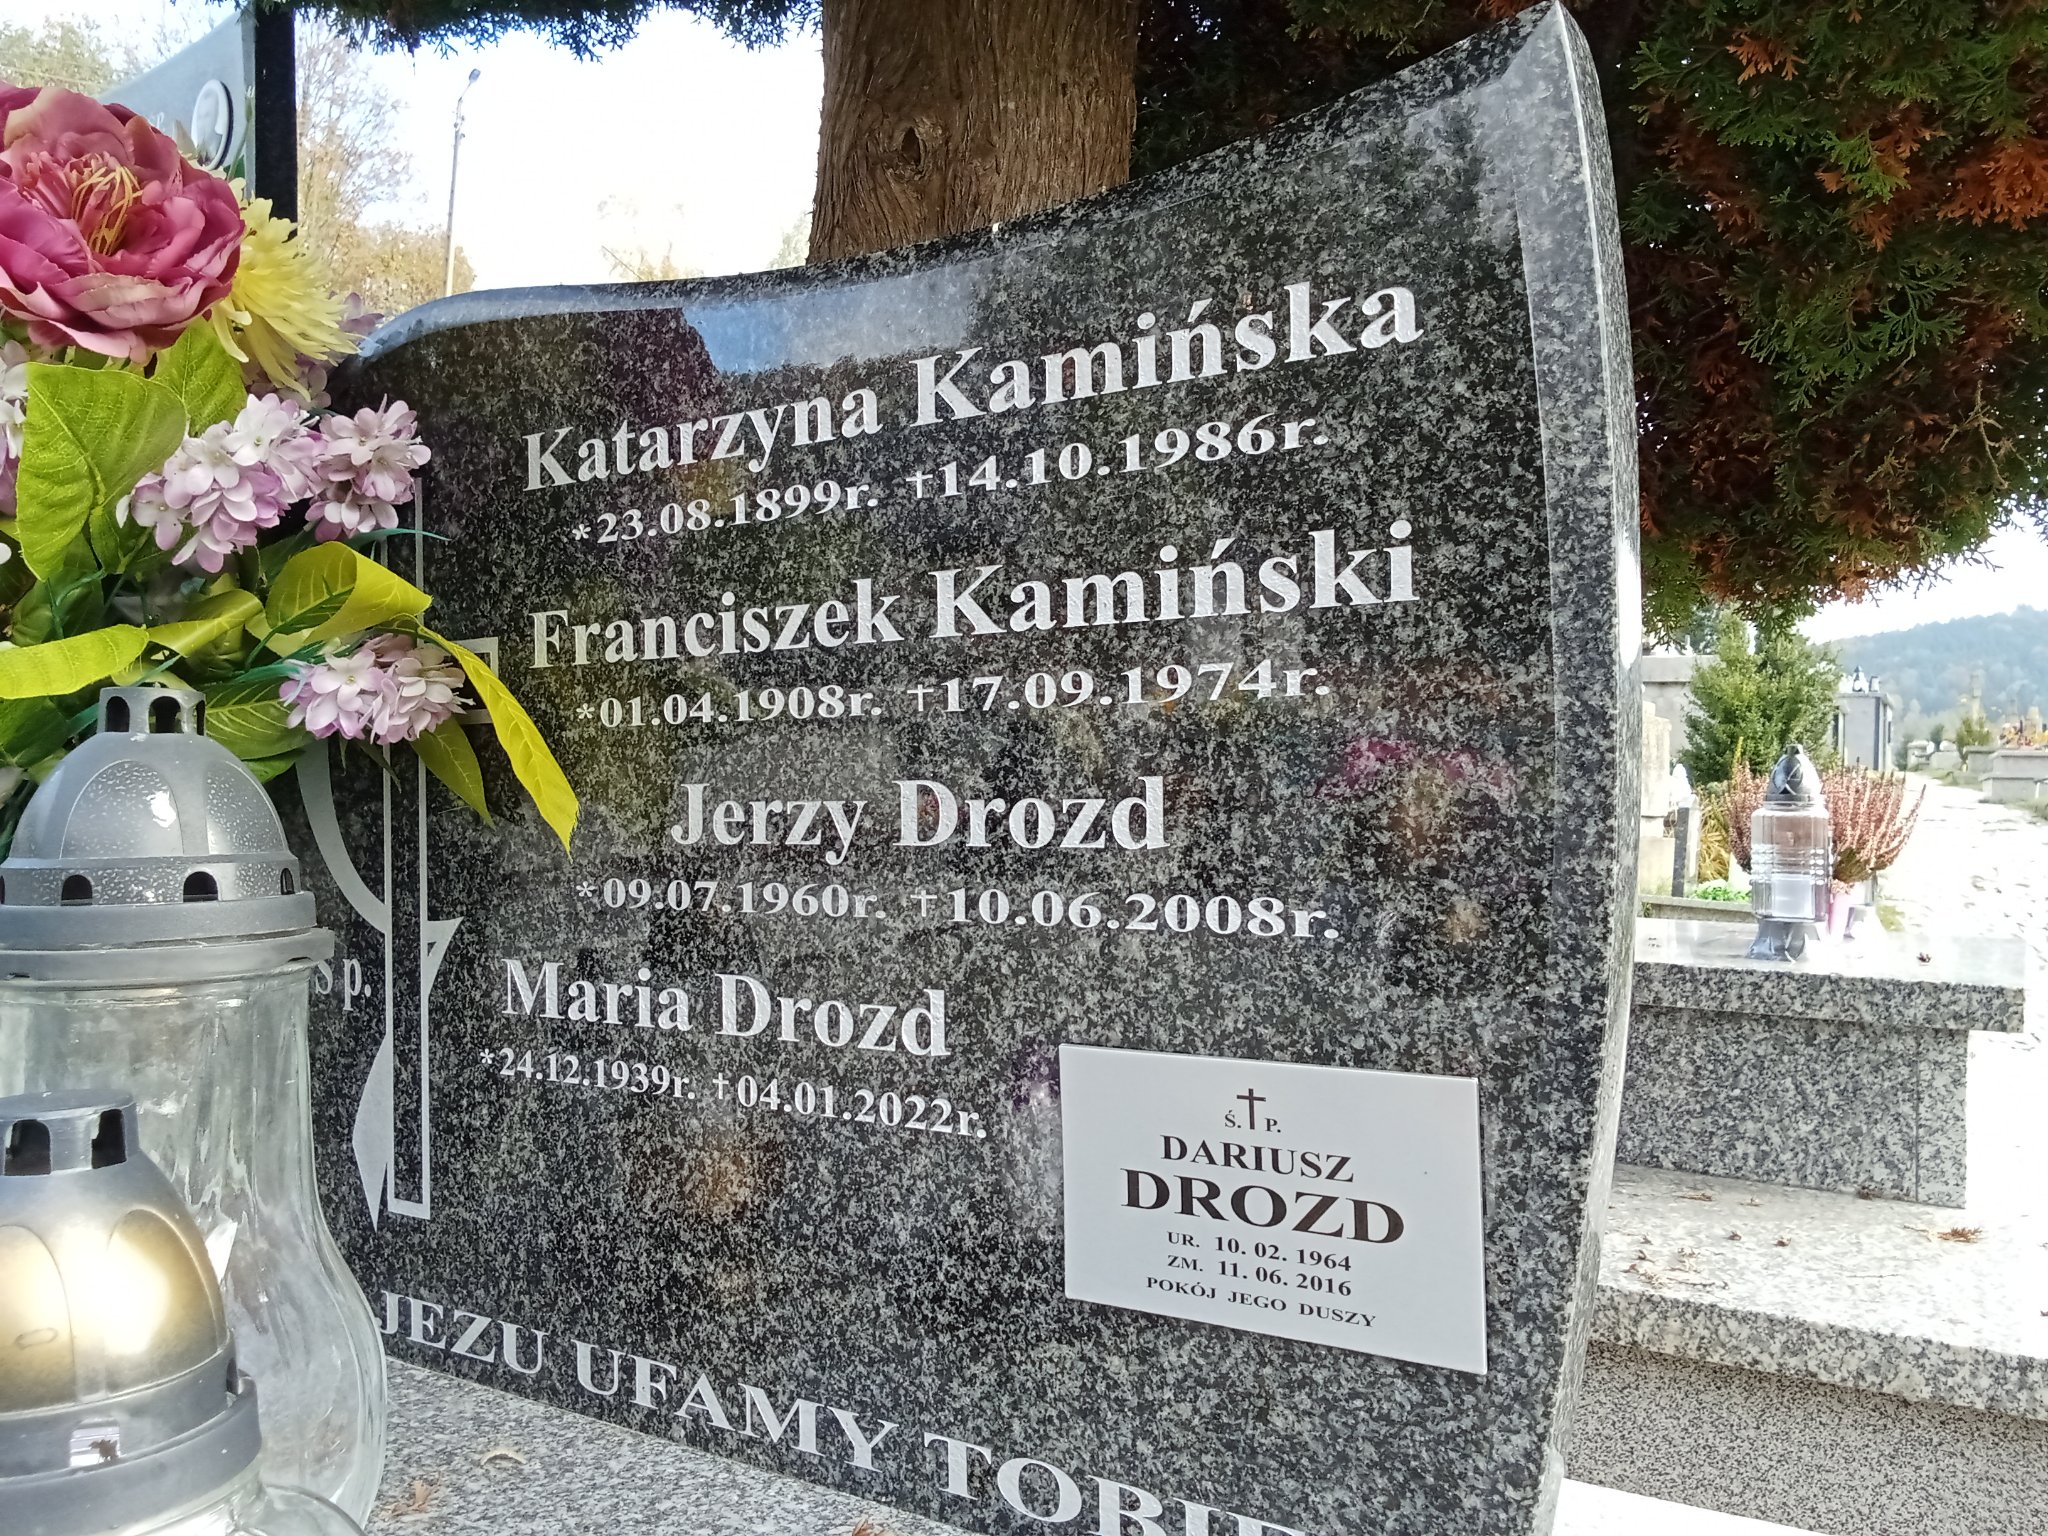 Katarzyna Kamińska
*23.08.1899r. †14.10.1986r.
Franciszek Kamiński
*01.04.1908r. †17.09.1974r.
Jerzy Drozd
*09.07.1960r. †10.06.2008r.
Ś p.
Maria Drozd
*24.12.1939r. †04.01.2022r.
Ś. † P.
DARIUSZ
DROZD
UR. 10. 02. 1964
ZM. 11. 06. 2016
POKÓJ JEGO DUSZY
JEZU UFAMY TOBIE